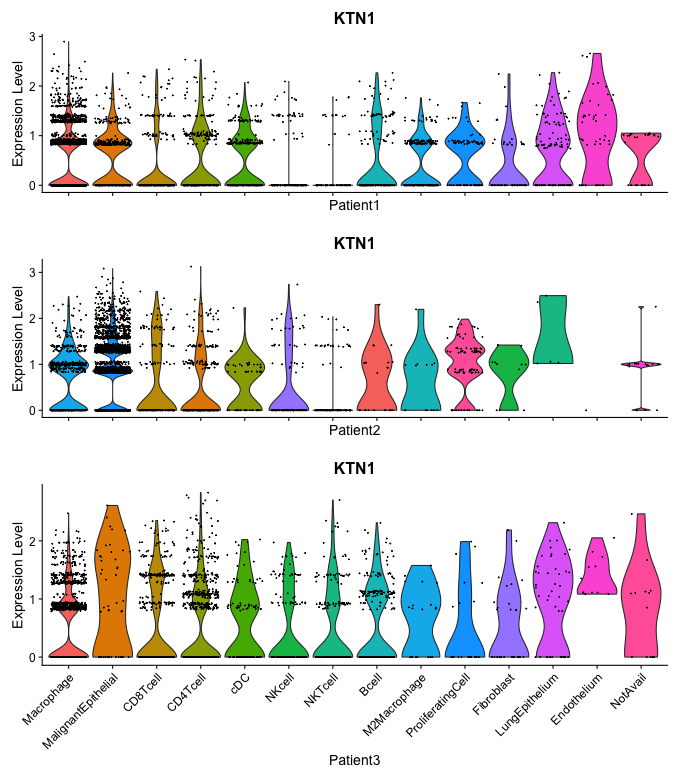 KTN1
Expression Level
3
2
1
0
Patient1
KTN1
Expression Level
3
2
1
0
Patient2
KTN1
Expression Level
2
1
0
Macrophage
MalignantEpithelial
CD8Tcell
CD4Tcell
cDC
NKcell
NKTcell
Bcell
M2Macrophage
ProliferatingCell
Fibroblast
LungEpithelium
Endothelium
NotAvail
Patient3